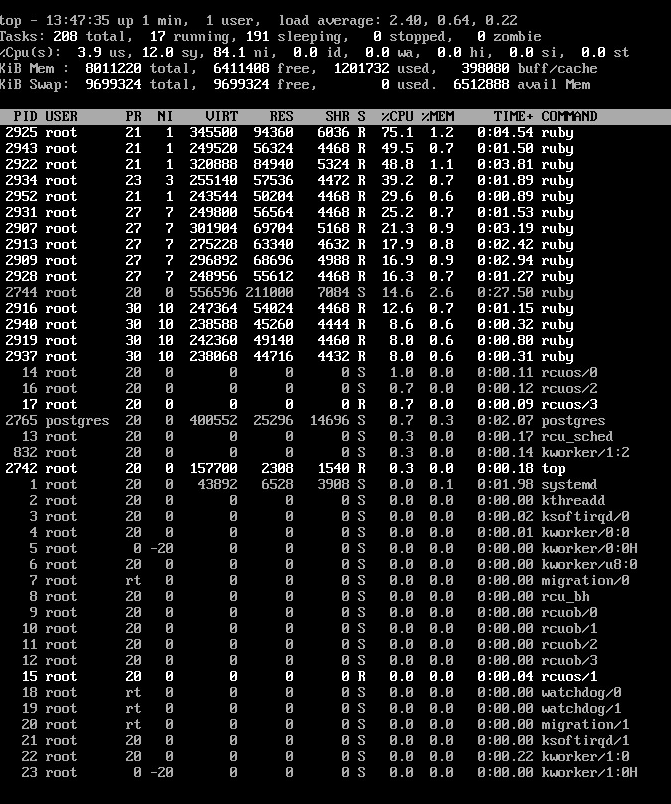 top - 13:47:35 up 1 min,  1 user,  load average: 2.40, 0.64, 0.22
Tasks: 208 total,  17 running, 191 sleeping,   0 stopped,   0 zombie
%Cpu(s):  3.9 us, 12.0 sy, 84.1 ni,  0.0 id,  0.0 wa,  0.0 hi,  0.0 si,  0.0 st
KiB Mem :  8011220 total,  6411408 free,  1201732 used,   398080 buff/cache
KiB Swap:  9699324 total,  9699324 free,        0 used.  6512888 avail Mem
PID USER      PR  NI    VIRT    RES    SHR S  %CPU %MEM     TIME+ COMMAND
2925 root      21   1  345500  94360   6036 R  75.1  1.2   0:04.54 ruby
2943 root      21   1  249520  56324   4468 R  49.5  0.7   0:01.50 ruby
2922 root      21   1  320888  84940   5324 R  48.8  1.1   0:03.81 ruby
2934 root      23   3  255140  57536   4472 R  39.2  0.7   0:01.89 ruby
2952 root      21   1  243544  50204   4468 R  29.6  0.6   0:00.89 ruby
2931 root      27   7  249800  56564   4468 R  25.2  0.7   0:01.53 ruby
2907 root      27   7  301904  69704   5168 R  21.3  0.9   0:03.19 ruby
2913 root      27   7  275228  63340   4632 R  17.9  0.8   0:02.42 ruby
2909 root      27   7  296892  68696   4988 R  16.9  0.9   0:02.94 ruby
2928 root      27   7  248956  55612   4468 R  16.3  0.7   0:01.27 ruby
2744 root      20   0  556596 211000   7084 S  14.6  2.6   0:27.50 ruby
2916 root      30  10  247364  54024   4468 R  12.6  0.7   0:01.15 ruby
2940 root      30  10  238588  45260   4444 R   8.6  0.6   0:00.32 ruby
2919 root      30  10  242360  49140   4460 R   8.0  0.6   0:00.80 ruby
2937 root      30  10  238068  44716   4432 R   8.0  0.6   0:00.31 ruby
14 root      20   0       0      0      0 S   1.0  0.0   0:00.11 rcuos/0
16 root      20   0       0      0      0 S   0.7  0.0   0:00.12 rcuos/2
17 root      20   0       0      0      0 R   0.7  0.0   0:00.09 rcuos/3
2765 postgres  20   0  400552  25296  14696 S   0.7  0.3   0:02.07 postgres
13 root      20   0       0      0      0 S   0.3  0.0   0:00.17 rcu_sched
832 root      20   0       0      0      0 S   0.3  0.0   0:00.14 kworker/1:2
2742 root      20   0  157700   2308   1540 R   0.3  0.0   0:00.18 top
1 root      20   0   43892   6528   3908 S   0.0  0.1   0:01.98 systemd
2 root      20   0       0      0      0 S   0.0  0.0   0:00.00 kthreadd
3 root      20   0       0      0      0 S   0.0  0.0   0:00.02 ksoftirqd/0
4 root      20   0       0      0      0 S   0.0  0.0   0:00.01 kworker/0:0
5 root       0 -20       0      0      0 S   0.0  0.0   0:00.00 kworker/0:0H
6 root      20   0       0      0      0 S   0.0  0.0   0:00.00 kworker/u8:0
7 root      rt   0       0      0      0 S   0.0  0.0   0:00.00 migration/0
8 root      20   0       0      0      0 S   0.0  0.0   0:00.00 rcu_bh
9 root      20   0       0      0      0 S   0.0  0.0   0:00.00 rcuob/0
10 root      20   0       0      0      0 S   0.0  0.0   0:00.00 rcuob/1
11 root      20   0       0      0      0 S   0.0  0.0   0:00.00 rcuob/2
12 root      20   0       0      0      0 S   0.0  0.0   0:00.00 rcuob/3
15 root      20   0       0      0      0 R   0.0  0.0   0:00.04 rcuos/1
18 root      rt   0       0      0      0 S   0.0  0.0   0:00.00 watchdog/0
19 root      rt   0       0      0      0 S   0.0  0.0   0:00.00 watchdog/1
20 root      rt   0       0      0      0 S   0.0  0.0   0:00.00 migration/1
21 root      20   0       0      0      0 S   0.0  0.0   0:00.00 ksoftirqd/1
22 root      20   0       0      0      0 S   0.0  0.0   0:00.22 kworker/1:0
23 root       0 -20       0      0      0 S   0.0  0.0   0:00.00 kworker/1:0H